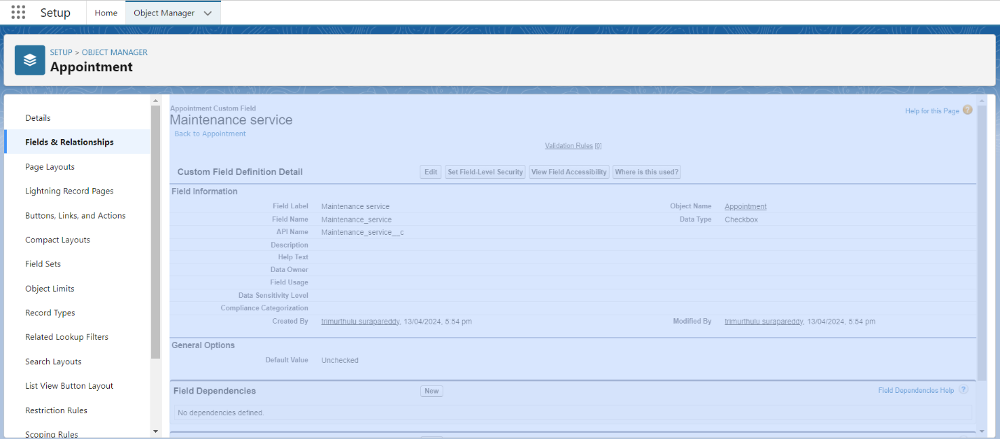 Setup Home Object Manager
SETUP > OBJECT MANAGER
Appointment
Details
Fields & Relationships
Page Layouts
Lightning Record Pages
Buttons, Links, and Actions
Compact Layouts
Field Sets
Object Limits
Record Types
Related Lookup Filters
Search Layouts
List View Button Layout
Restriction Rules
Scoping Rules
Appointment Custom Field
Maintenance service
Help for this Page ?
Back to Appointment
Validation Rules [0]
Custom Field Definition Detail Edit Set Field-Level Security View Field Accessibility Where is this used?
Field Information
Field Label Maintenance service Object Name Appointment
Field Name Maintenance_service Data Type Checkbox
API Name Maintenance_service__c
Description
Help Text
Data Owner
Field Usage
Data Sensitivity Level
Compliance Categorization
Created By trimurthulu surapareddy, 13/04/2024, 5:54 pm Modified By trimurthulu surapareddy, 13/04/2024, 5:54 pm
General Options
Default Value Unchecked
Field Dependencies New Field Dependencies Help ?
No dependencies defined.